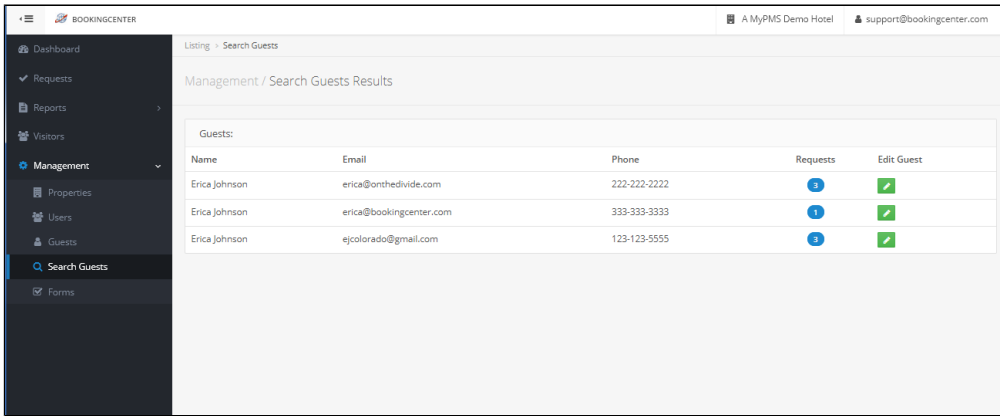 BOOKINGCENTER
A MyPMS Demo Hotel
support@bookingcenter.com
Dashboard
Requests
Reports
Visitors
Management
Properties
Users
Guests
Search Guests
Forms
Listing > Search Guests
Management / Search Guests Results
Guests:
Name Email Phone Requests Edit Guest
Erica Johnson erica@onthedivide.com 222-222-2222 3
Erica Johnson erica@bookingcenter.com 333-333-3333 1
Erica Johnson ejcolorado@gmail.com 123-123-5555 3